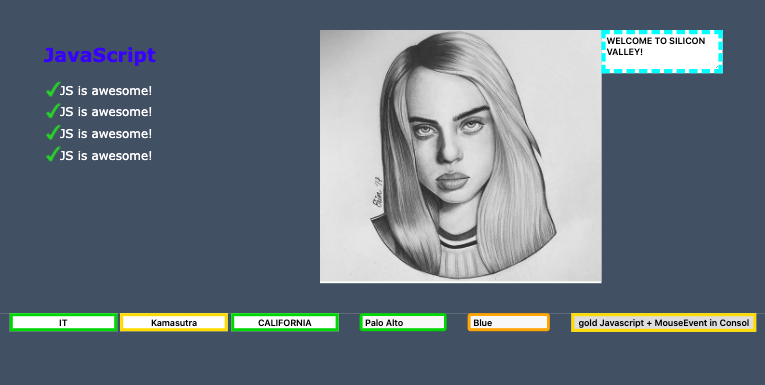 JavaScript
JS is awesome!
JS is awesome!
JS is awesome!
JS is awesome!
WELCOME TO SILICON
VALLEY!
IT
Kamasutra
CALIFORNIA
Palo Alto
Blue
gold Javascript + MouseEvent in Consol